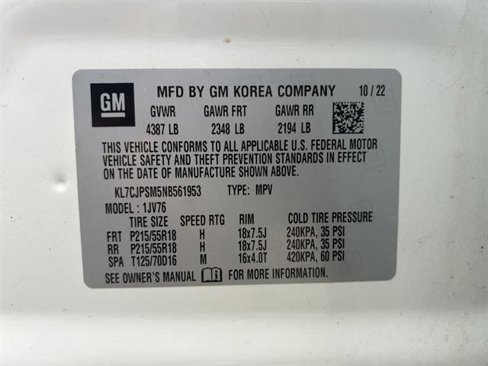 GM MFD BY GM KOREA COMPANY 10/22
GVWR GAWR FRT GAWR RR
4387 LB 2348 LB 2194 LB
THIS VEHICLE CONFORMS TO ALL APPLICABLE U.S. FEDERAL MOTOR
VEHICLE SAFETY AND THEFT PREVENTION STANDARDS IN EFFECT
ON THE DATE OF MANUFACTURE SHOWN ABOVE.
KL7CJPSM5NB561953 TYPE: MPV
MODEL: 1JV76
TIRE SIZE SPEED RTG RIM COLD TIRE PRESSURE
FRT P215/55R18 H 18x7.5J 240KPA, 35 PSI
RR P215/55R18 H 18x7.5J 240KPA, 35 PSI
SPA T125/70D16 M 16x4.0T 420KPA, 60 PSI
SEE OWNER'S MANUAL FOR MORE INFORMATION.